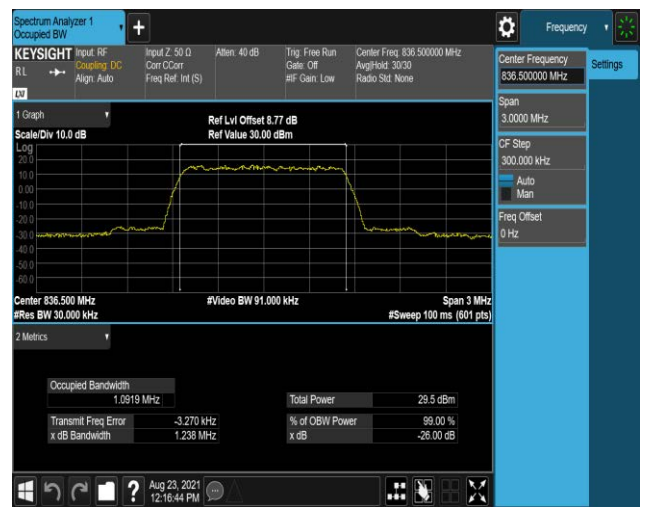 Spectrum Analyzer 1
Occupied BW
Frequency
KEYSIGHT
RL
LXI
Input: RF
Coupling: DC
Align: Auto
Input Z: 50 Ω
Corr CCorr
Freq Ref: Int (S)
Atten: 40 dB
Trig: Free Run
Gate: Off
#IF Gain: Low
Center Freq: 836.500000 MHz
Avg|Hold: 30/30
Radio Std: None
Center Frequency
836.500000 MHz
Settings
Span
3.0000 MHz
CF Step
300.000 kHz
Auto
Man
Freq Offset
0 Hz
1 Graph
Scale/Div 10.0 dB
Ref Lvl Offset 8.77 dB
Ref Value 30.00 dBm
Log
20.0
10.0
0.00
-10.0
-20.0
-30.0
-40.0
-50.0
-60.0
Center 836.500 MHz
#Video BW 91.000 kHz
Span 3 MHz
#Res BW 30.000 kHz
#Sweep 100 ms (601 pts)
2 Metrics
Occupied Bandwidth
1.0919 MHz
Total Power 29.5 dBm
Transmit Freq Error -3.270 kHz
% of OBW Power 99.00 %
x dB Bandwidth 1.238 MHz
x dB -26.00 dB
?
Aug 23, 2021
12:16:44 PM